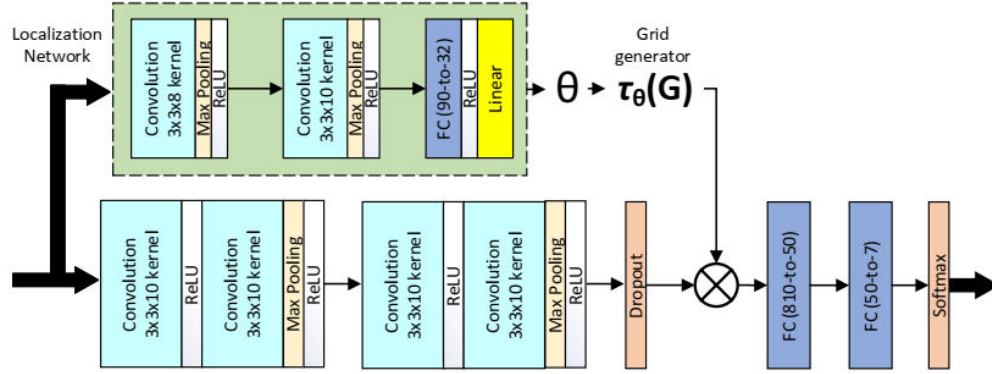 Localization
Network
Convolution
3x3x8 kernel
Max Pooling
ReLU
Convolution
3x3x10 kernel
Max Pooling
ReLU
FC (90-to-32)
ReLU
Linear
θ
Grid
generator
τθ(G)
Convolution
3x3x10 kernel
ReLU
Convolution
3x3x10 kernel
Max Pooling
ReLU
Convolution
3x3x10 kernel
ReLU
Convolution
3x3x10 kernel
Max Pooling
ReLU
Dropout
FC (810-to-50)
FC (50-to-7)
Softmax